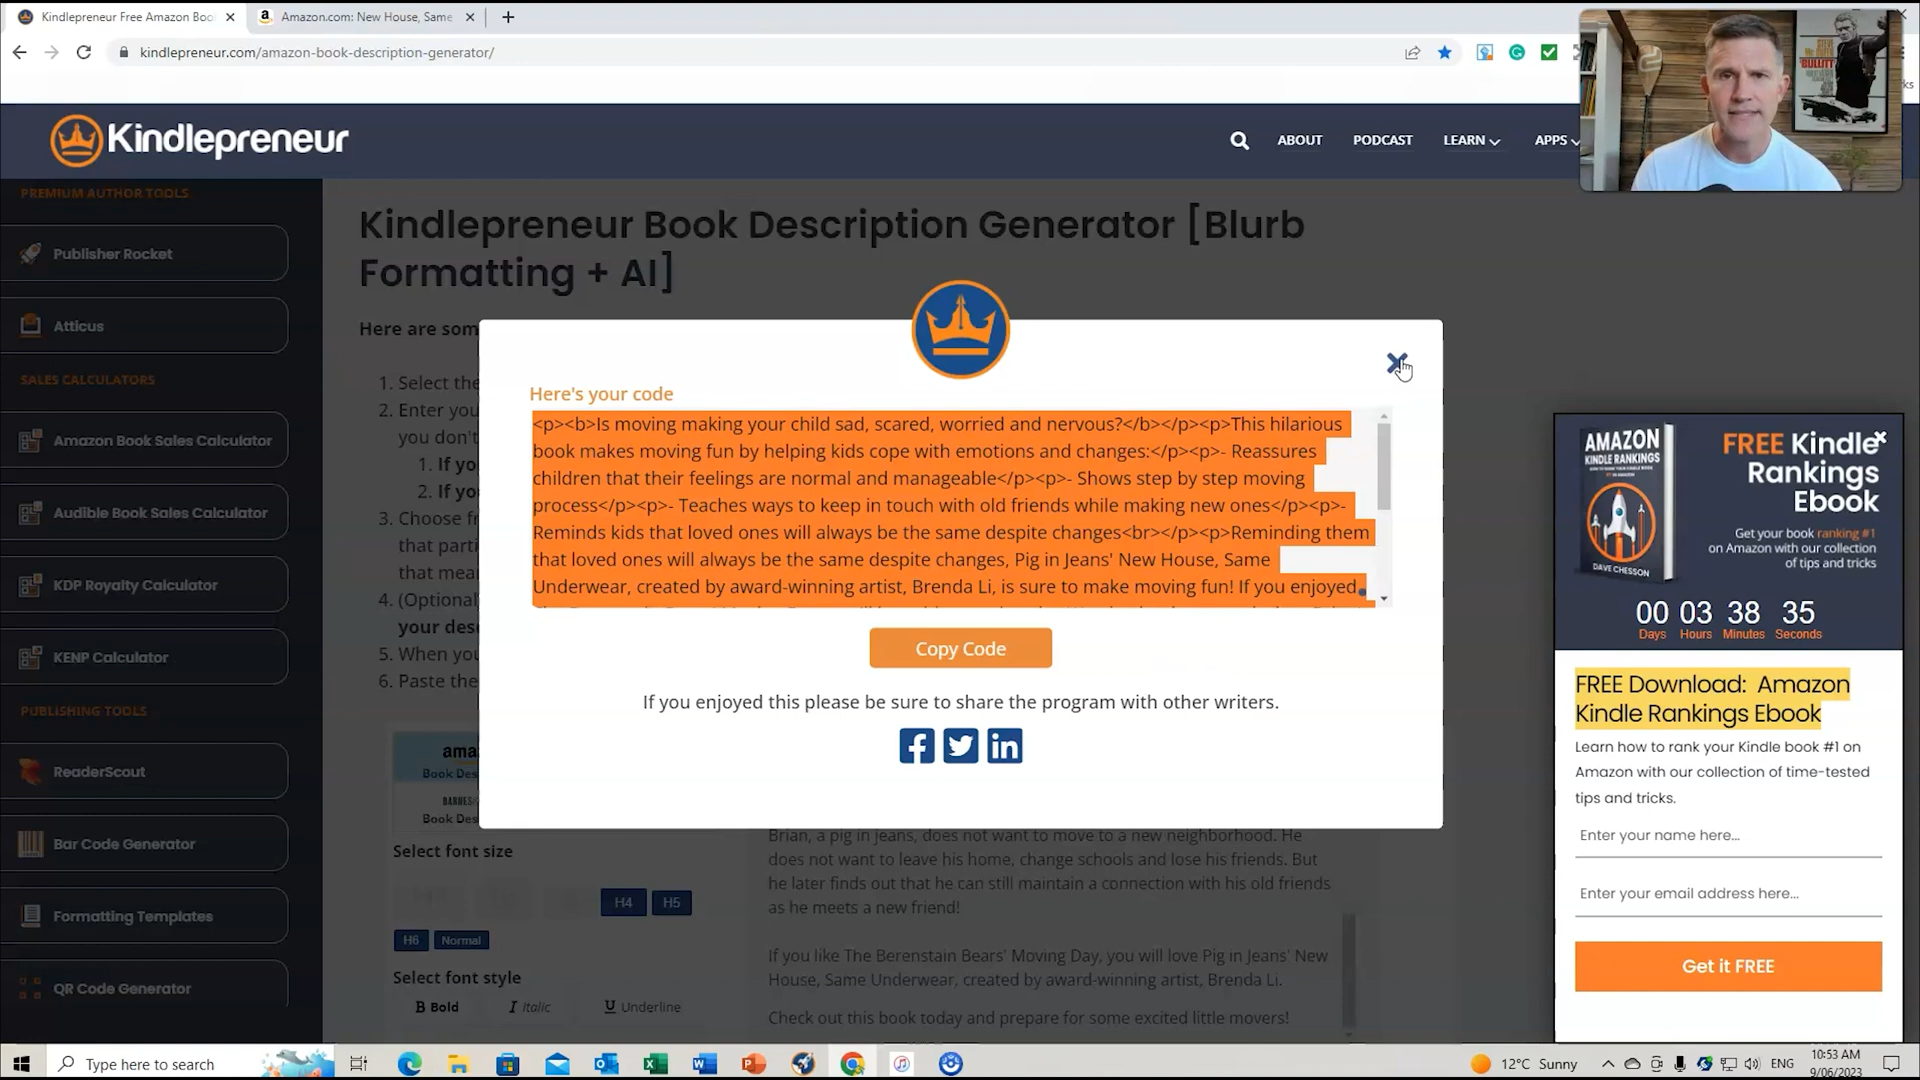 Kindlepreneur Free Amazon Boo
Amazon.com: New House, Same
kindlepreneur.com/amazon-book-description-generator/
Kindlepreneur
ABOUT
PODCAST
LEARN
APPS
BULLITT
PREMIUM AUTHOR TOOLS
Publisher Rocket
Atticus
SALES CALCULATORS
Amazon Book Sales Calculator
Audible Book Sales Calculator
KDP Royalty Calculator
KENP Calculator
PUBLISHING TOOLS
ReaderScout
Bar Code Generator
Formatting Templates
QR Code Generator
Kindlepreneur Book Description Generator [Blurb
Formatting + AI]
Here are som
1. Select the
2. Enter you
you don't
1. If you
2. If you
3. Choose fr
that parti
that mear
4. (Optional
your des
5. When you
6. Paste the
Here's your code
<p><b>Is moving making your child sad, scared, worried and nervous?</b></p><p>This hilarious
book makes moving fun by helping kids cope with emotions and changes:</p><p>- Reassures
children that their feelings are normal and manageable</p><p>- Shows step by step moving
process</p><p>- Teaches ways to keep in touch with old friends while making new ones</p><p>-
Reminds kids that loved ones will always be the same despite changes<br></p><p>Reminding them
that loved ones will always be the same despite changes, Pig in Jeans' New House, Same
Underwear, created by award-winning artist, Brenda Li, is sure to make moving fun! If you enjoyed
Copy Code
If you enjoyed this please be sure to share the program with other writers.
ama
Book Des
BARNES
Book Des
Select font size
H4
H5
H6
Normal
Select font style
B Bold
I Italic
U Underline
Brian, a pig in jeans, does not want to move to a new neighborhood. He
does not want to leave his home, change schools and lose his friends. But
he later finds out that he can still maintain a connection with his old friends
as he meets a new friend!
If you like The Berenstain Bears' Moving Day, you will love Pig in Jeans' New
House, Same Underwear, created by award-winning artist, Brenda Li.
Check out this book today and prepare for some excited little movers!
AMAZON
KINDLE RANKINGS
DAVE CHESSON
FREE Kindle
Rankings
Ebook
Get your book ranking #1
on Amazon with our collection
of tips and tricks
00 03 38 35
Days Hours Minutes Seconds
FREE Download: Amazon
Kindle Rankings Ebook
Learn how to rank your Kindle book #1 on
Amazon with our collection of time-tested
tips and tricks.
Enter your name here...
Enter your email address here...
Get it FREE
Type here to search
12°C Sunny
ENG
10:53 AM
9/06/2023